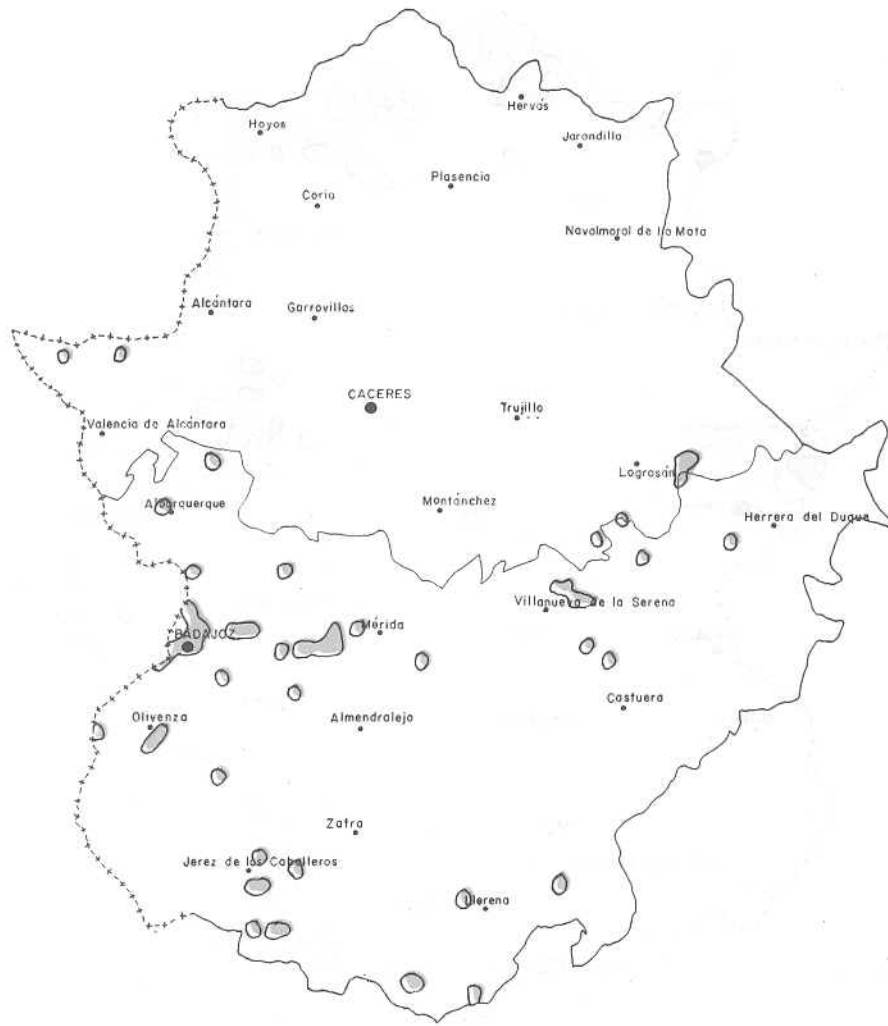 Hervás
Hoyos
Jarandilla
Plasencia
Coria
Navalmoral de la Mata
Alcántara
Garrovillas
CACERES
Trujillo
Valencia de Alcántara
Logrosán
Alburquerque
Montánchez
Herrera del Duque
Villanueva de la Serena
BADAJOZ
Mérida
Castuera
Olivenza
Almendralejo
Zafra
Jerez de los Caballeros
Llerena